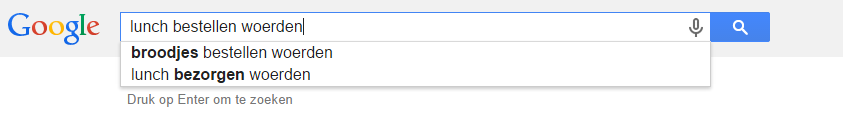 Google lunch bestellen woerden
broodjes bestellen woerden
lunch bezorgen woerden
Druk op Enter om te zoeken